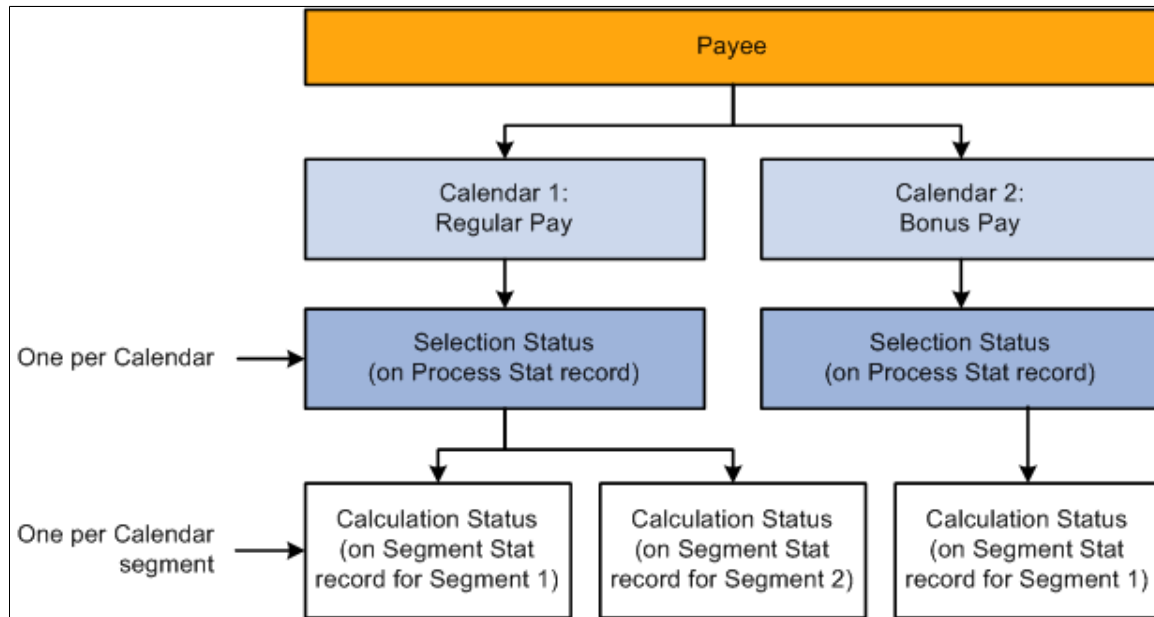 Payee
Calendar 1:
Regular Pay
Calendar 2:
Bonus Pay
One per Calendar
Selection Status
(on Process Stat record)
Selection Status
(on Process Stat record)
One per Calendar
segment
Calculation Status
(on Segment Stat
record for Segment 1)
Calculation Status
(on Segment Stat
record for Segment 2)
Calculation Status
(on Segment Stat
record for Segment 1)